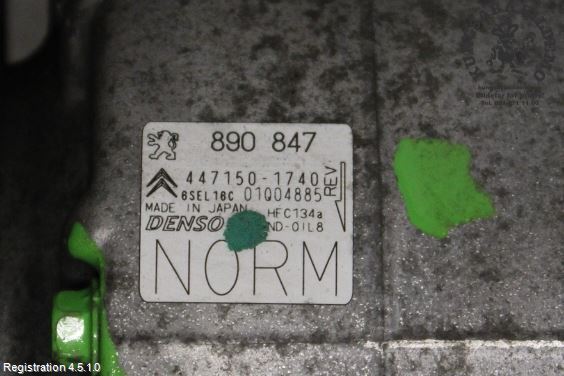 890 847
447150-1740
6SEL16C 01004885
REV
MADE IN JAPAN HFC134a
DENSO ND-OIL8
NORM
Registration 4.5.1.0